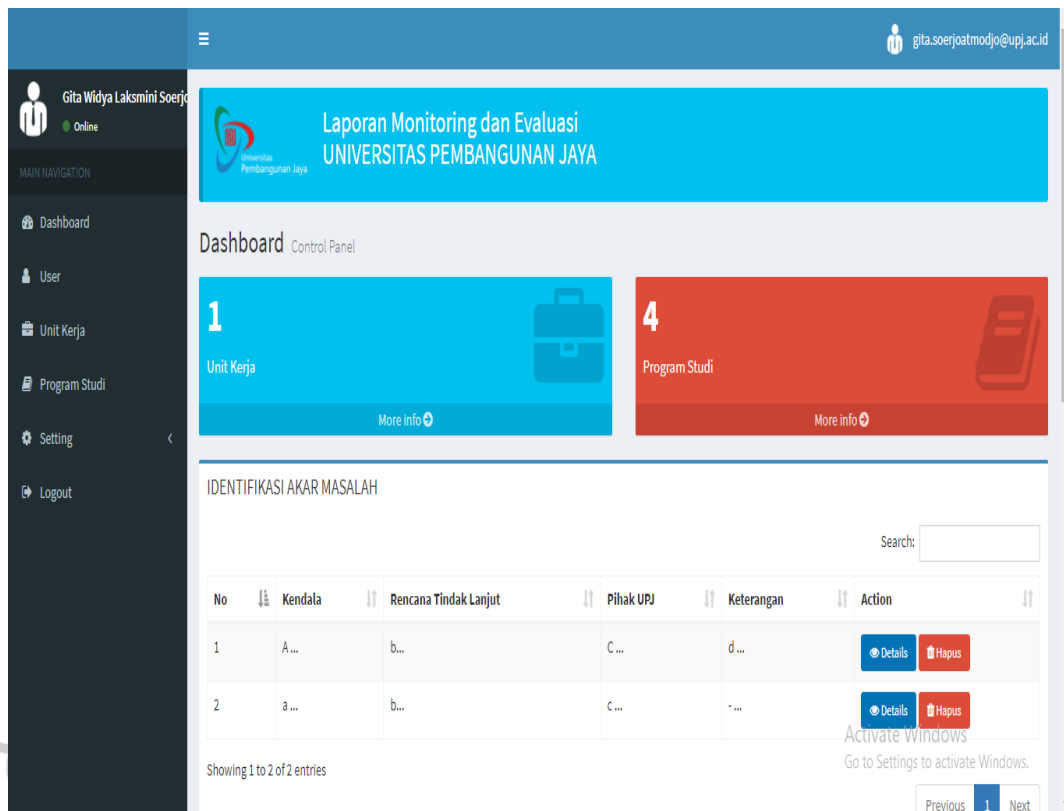 gita.soerjoatmodjo@upj.ac.id
Gita Widya Laksmini Soerjo
Online
MAIN NAVIGATION
Dashboard
User
Unit Kerja
Program Studi
Setting
Logout
UPJ
Universitas
Pembangunan Jaya
Laporan Monitoring dan Evaluasi
UNIVERSITAS PEMBANGUNAN JAYA
Dashboard Control Panel
1
Unit Kerja
More info
4
Program Studi
More info
IDENTIFIKASI AKAR MASALAH
Search:
No Kendala Rencana Tindak Lanjut Pihak UPJ Keterangan Action
1 A ... b... C ... d ... Details Hapus
2 a ... b... c ... - ... Details Hapus
Activate Windows
Go to Settings to activate Windows.
Showing 1 to 2 of 2 entries
Previous 1 Next